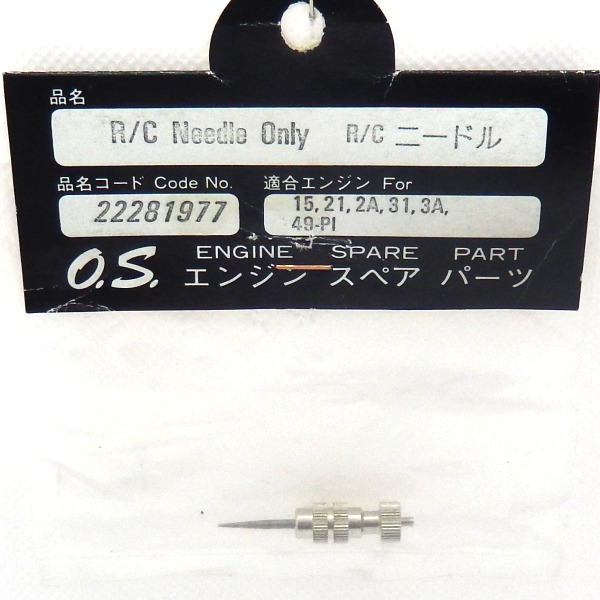 品名
R/C Needle Only R/C ニードル
品名コード Code No.
22281977
適合エンジン For
15, 21, 2A, 31, 3A,
49-PI
O.S. ENGINE SPARE PART
エンジン スペア パーツ